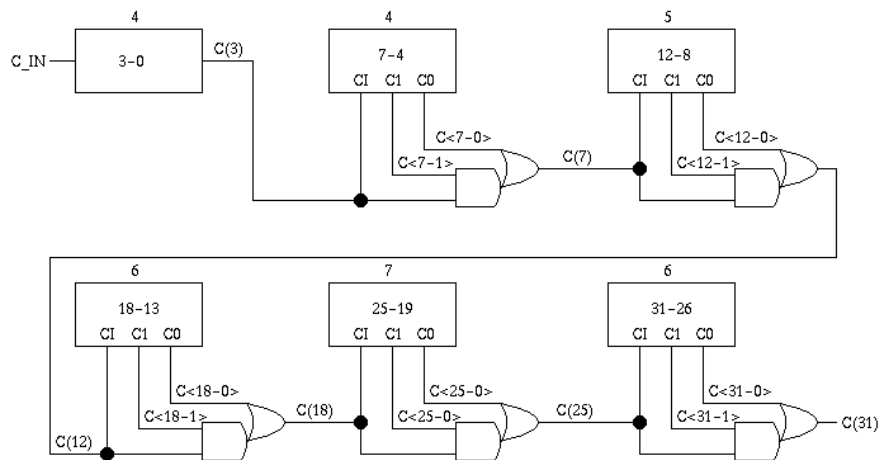 4 4 5
C_IN 3-0 C(3) 7-4 12-8
CI C1 C0 CI C1 C0
C<7-0> C<12-0>
C<7-1> C(7) C<12-1>
6 7 6
18-13 25-19 31-26
CI C1 C0 CI C1 C0 CI C1 C0
C<18-0> C<25-0> C<31-0>
C<18-1> C(18) C<25-0> C(25) C<31-1> C(31)
C(12)